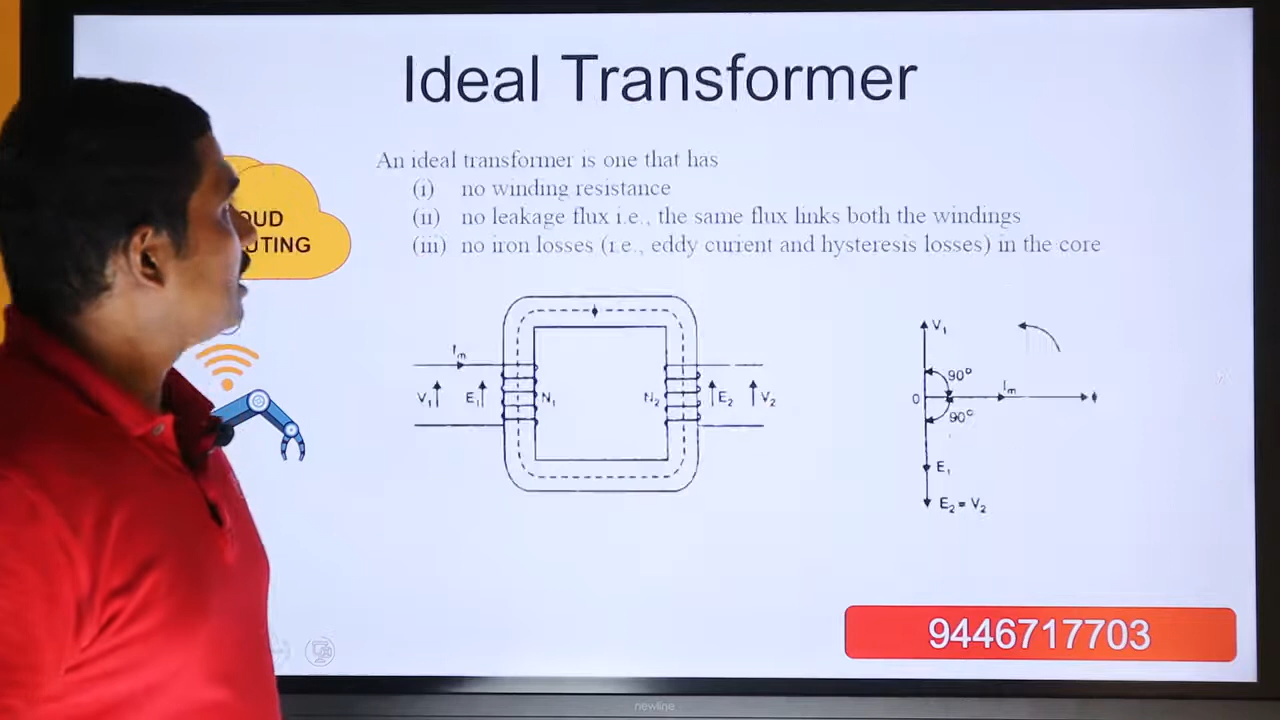 Ideal Transformer
An ideal transformer is one that has
(i) no winding resistance
(ii) no leakage flux i.e., the same flux links both the windings
(iii) no iron losses (i.e., eddy current and hysteresis losses) in the core
OUD
UTING
Im
V1 E1 N1 N2 E2 V2
ϕ
V1
90°
0 Im ϕ
90°
E1
E2 = V2
9446717703
newline